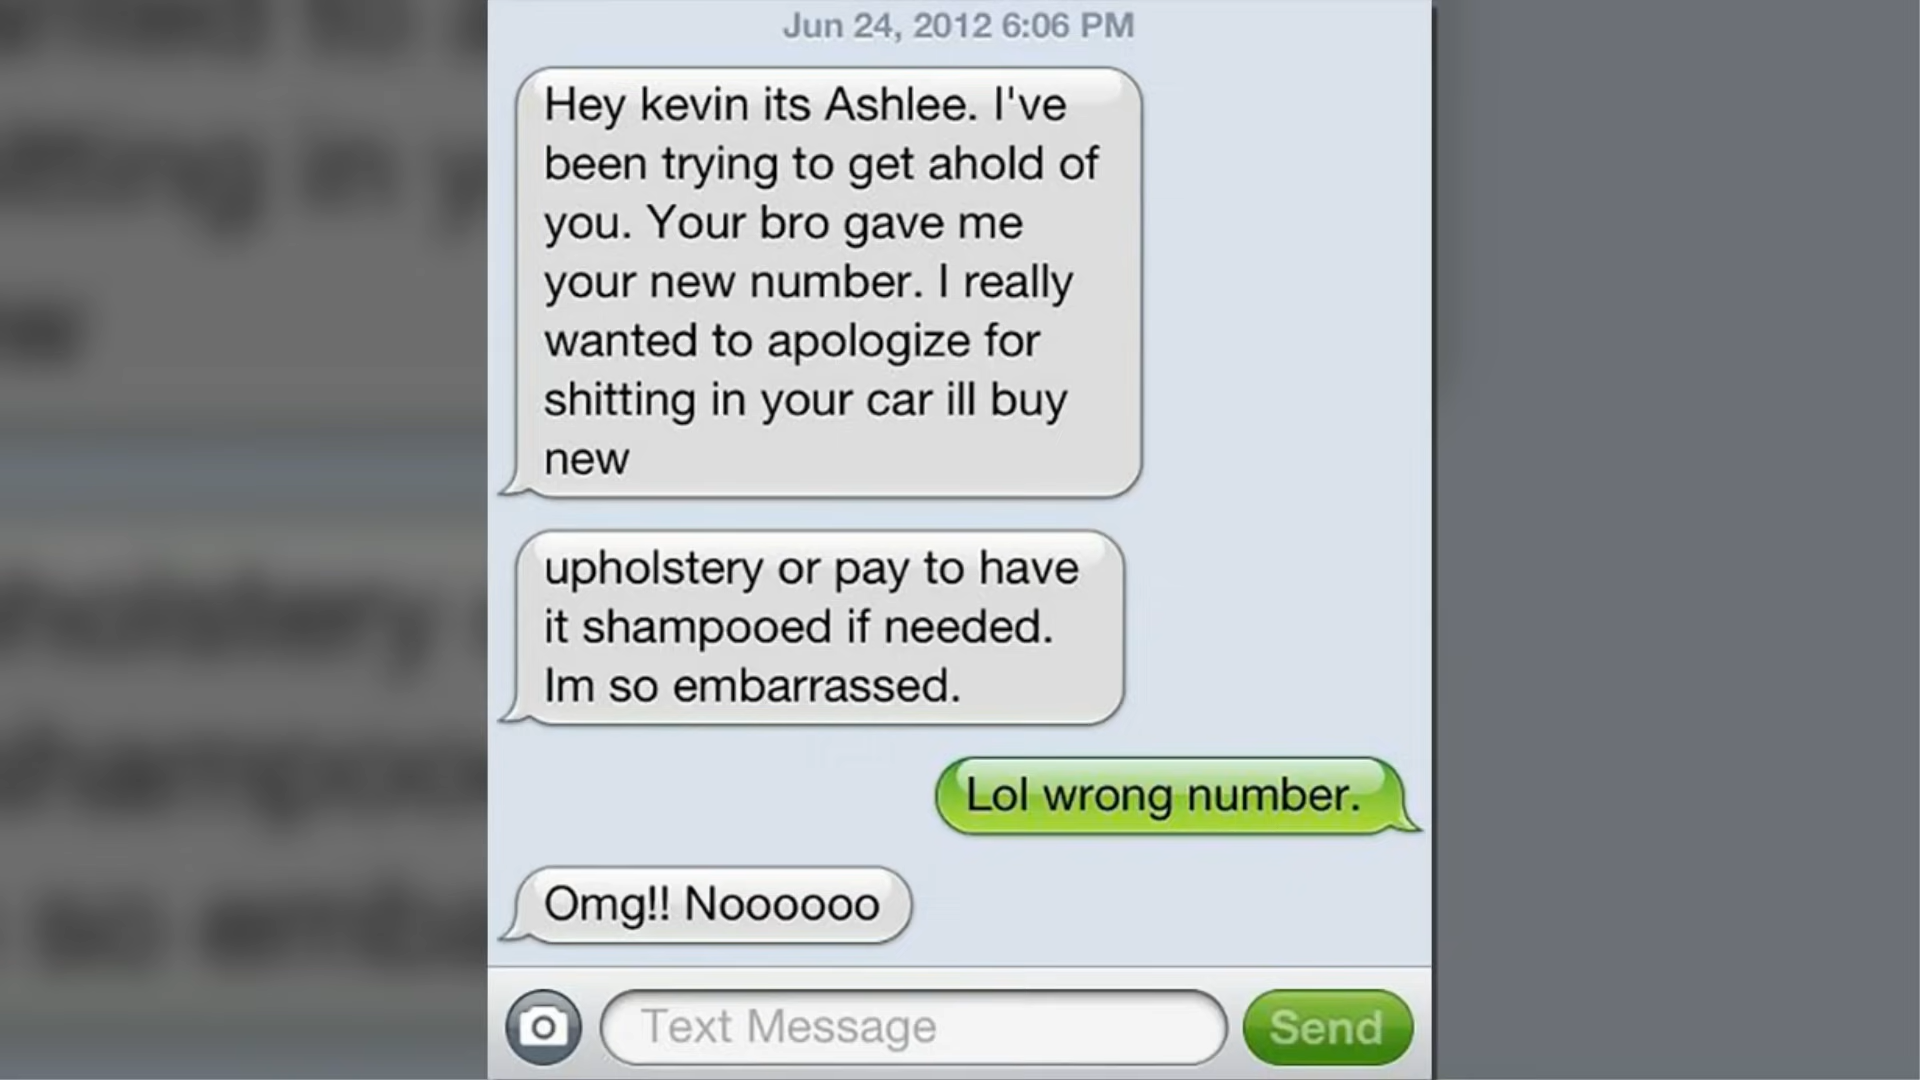 Jun 24, 2012 6:06 PM
Hey kevin its Ashlee. I've
been trying to get ahold of
you. Your bro gave me
your new number. I really
wanted to apologize for
shitting in your car ill buy
new
upholstery or pay to have
it shampooed if needed.
Im so embarrassed.
Lol wrong number.
Omg!! Noooooo
Text Message
Send